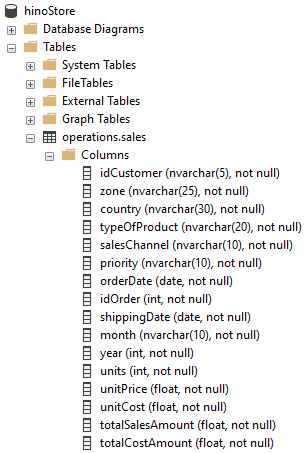 hinoStore
Database Diagrams
Tables
System Tables
FileTables
External Tables
Graph Tables
operations.sales
Columns
idCustomer (nvarchar(5), not null)
zone (nvarchar(25), not null)
country (nvarchar(30), not null)
typeOfProduct (nvarchar(20), not null)
salesChannel (nvarchar(10), not null)
priority (nvarchar(10), not null)
orderDate (date, not null)
idOrder (int, not null)
shippingDate (date, not null)
month (nvarchar(10), not null)
year (int, not null)
units (int, not null)
unitPrice (float, not null)
unitCost (float, not null)
totalSalesAmount (float, not null)
totalCostAmount (float, not null)